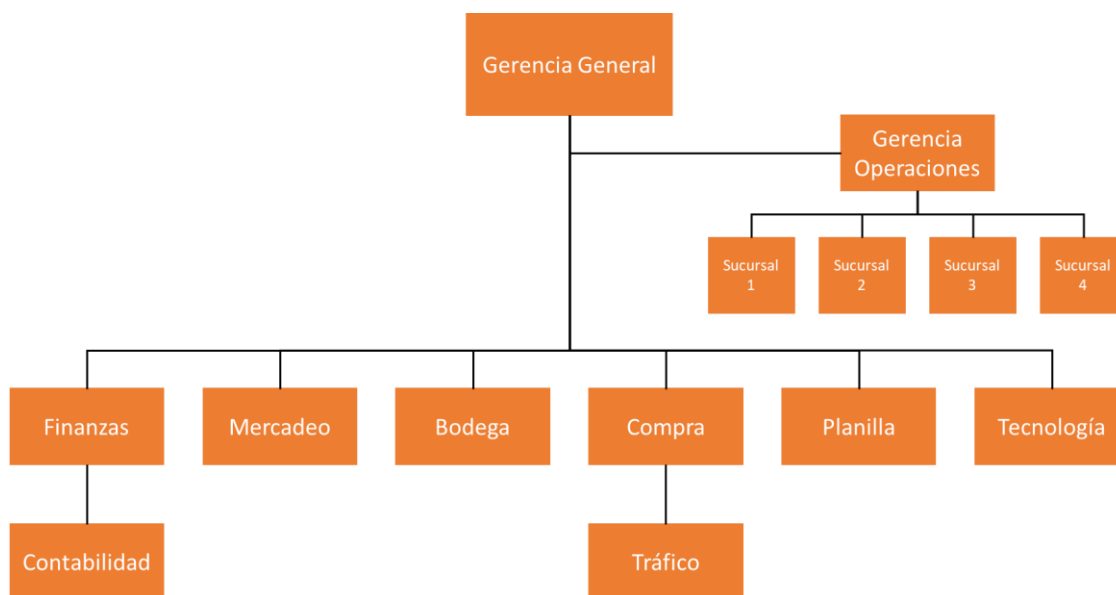 Gerencia General
Gerencia
Operaciones
Sucursal
1
Sucursal
2
Sucursal
3
Sucursal
4
Finanzas
Mercadeo
Bodega
Compra
Planilla
Tecnología
Contabilidad
Tráfico